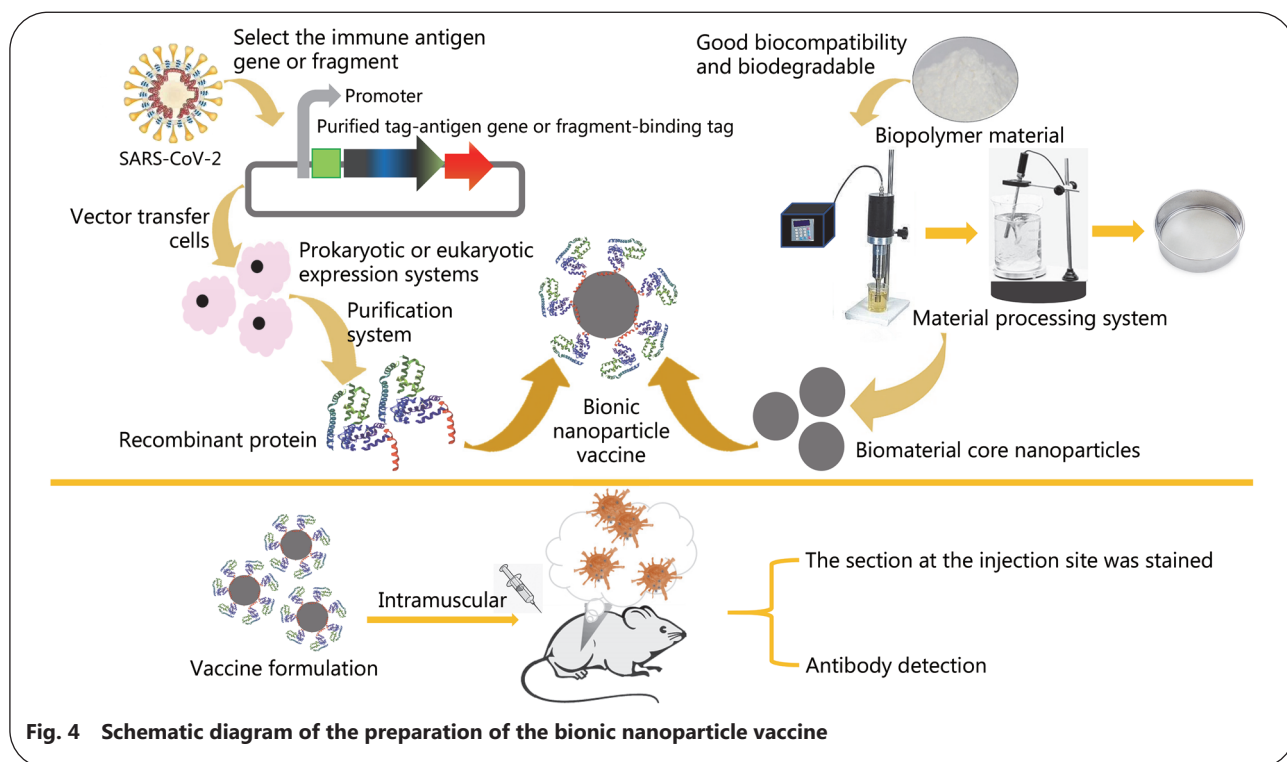 Select the immune antigen
gene or fragment
Promoter
Purified tag-antigen gene or fragment-binding tag
SARS-CoV-2
Vector transfer
cells
Prokaryotic or eukaryotic
expression systems
Purification
system
Recombinant protein
Bionic
nanoparticle
vaccine
Good biocompatibility
and biodegradable
Biopolymer material
Material processing system
Biomaterial core nanoparticles
Vaccine formulation
Intramuscular
The section at the injection site was stained
Antibody detection
Fig. 4 Schematic diagram of the preparation of the bionic nanoparticle vaccine